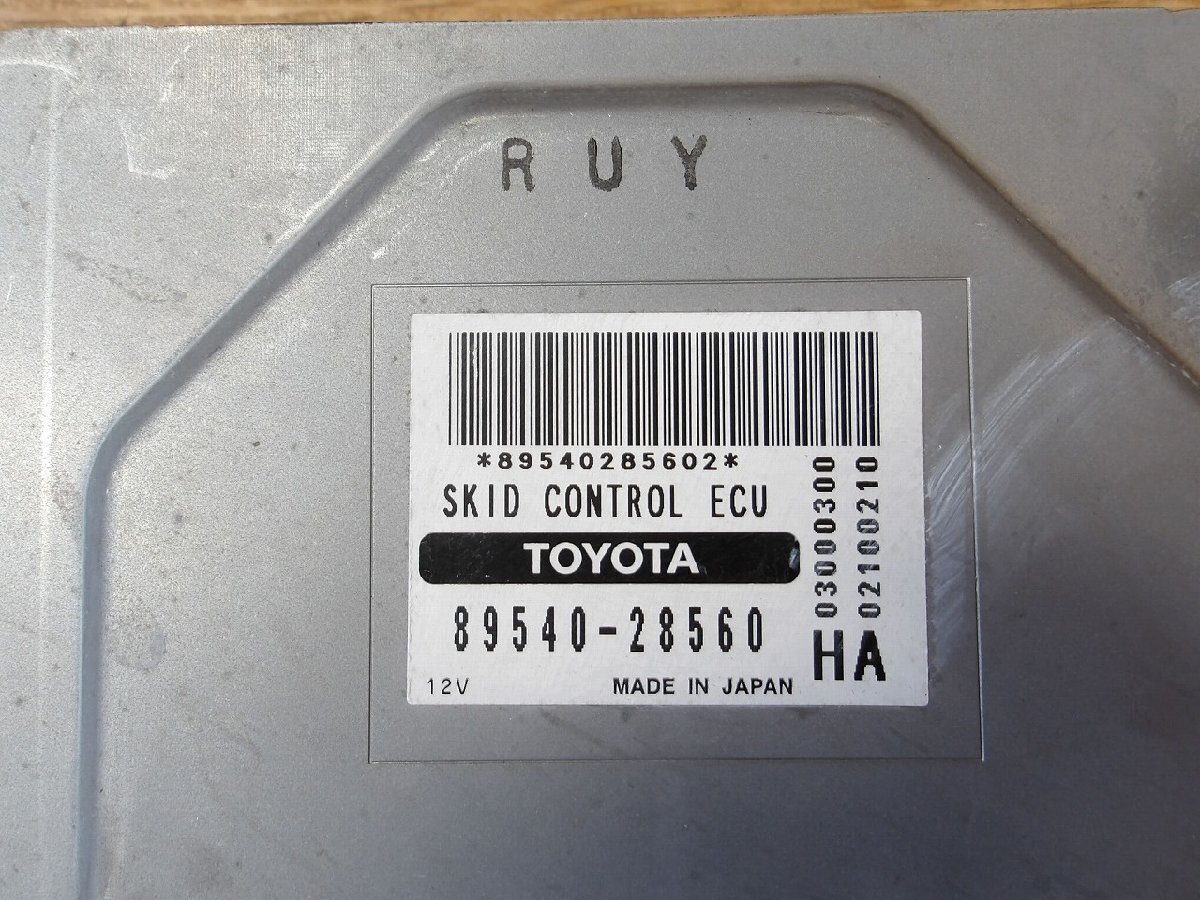 RUY
*89540285602*
SKID CONTROL ECU
TOYOTA
89540-28560
12V MADE IN JAPAN
03000300
02100210
HA